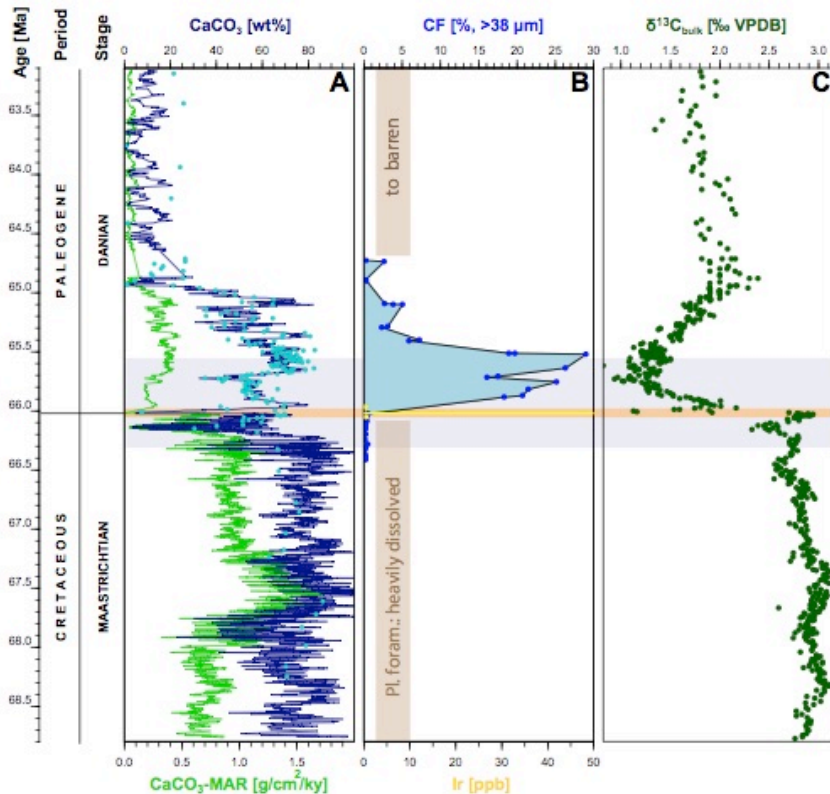 CaCO₃ [wt%]
CF [%, >38 µm]
δ¹³C_bulk [‰ VPDB]
Age [Ma]
Period
Stage
0 20 40 60 80
0 5 10 15 20 25 30
1.0 1.5 2.0 2.5 3.0
A
B
C
63.5
64.0
64.5
65.0
65.5
66.0
66.5
67.0
67.5
68.0
68.5
PALEOGENE
CRETACEOUS
DANIAN
MAASTRICHTIAN
to barren
Pl. foram.: heavily dissolved
0.0 0.5 1.0 1.5
0 10 20 30 40 50
CaCO₃-MAR [g/cm²/ky]
Ir [ppb]